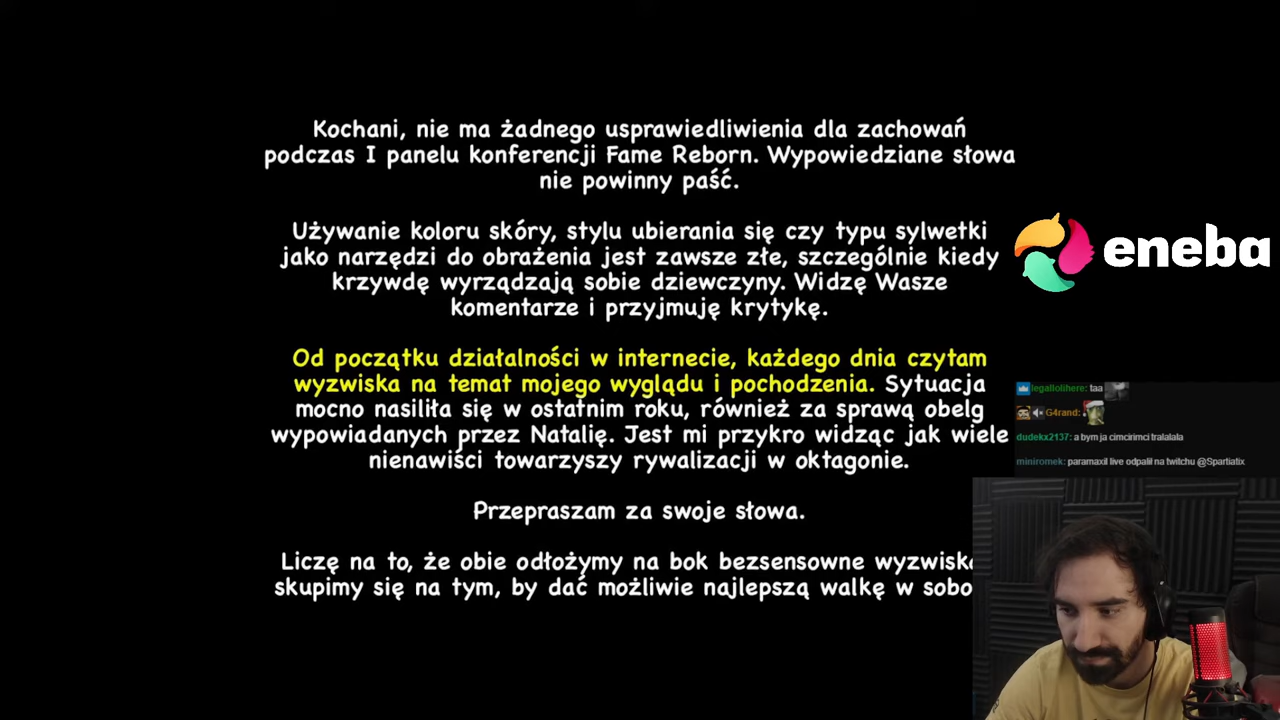 Kochani, nie ma żadnego usprawiedliwienia dla zachowań
podczas I panelu konferencji Fame Reborn. Wypowiedziane słowa
nie powinny paść.
Używanie koloru skóry, stylu ubierania się czy typu sylwetki
jako narzędzi do obrażenia jest zawsze złe, szczególnie kiedy
krzywdę wyrządzają sobie dziewczyny. Widzę Wasze
komentarze i przyjmuję krytykę.
Od początku działalności w internecie, każdego dnia czytam
wyzwiska na temat mojego wyglądu i pochodzenia. Sytuacja
mocno nasiliła się w ostatnim roku, również za sprawą obelg
wypowiadanych przez Natalię. Jest mi przykro widząc jak wiele
nienawiści towarzyszy rywalizacji w oktagonie.
Przepraszam za swoje słowa.
Liczę na to, że obie odłożymy na bok bezsensowne wyzwiska
skupimy się na tym, by dać możliwie najlepszą walkę w sobo
eneba
legallolihere: taa
G4rand:
dudekx2137: a bym ja cimcirimci tralalala
miniromek: paramaxil live odpalił na twitchu @Spartiatix